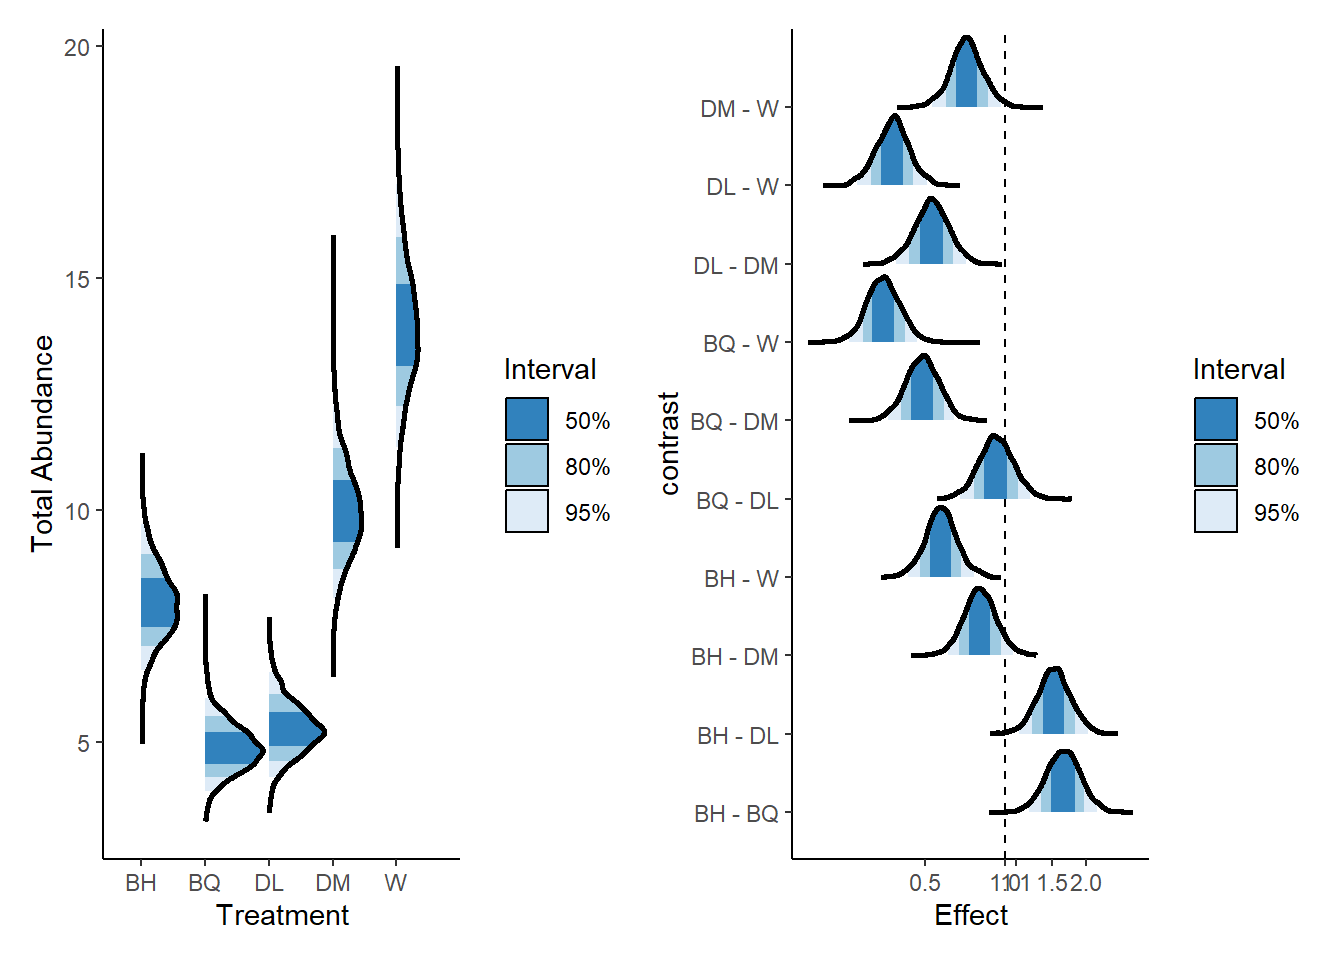 20
15
10
5
Total Abundance
BH BQ DL DM W
Treatment
Interval
50%
80%
95%
contrast
DM - W
DL - W
DL - DM
BQ - W
BQ - DM
BQ - DL
BH - W
BH - DM
BH - DL
BH - BQ
0.5 1.5 2.0
Effect
Interval
50%
80%
95%